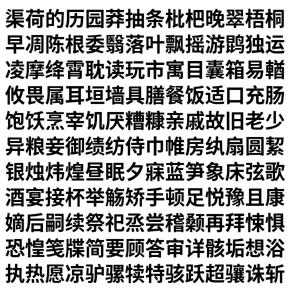 渠荷的历园莽抽条枇杷晚翠梧桐
早凋陈根委翳落叶飘摇游鹍独运
凌摩绛霄耽读玩市寓目囊箱易輶
攸畏属耳垣墙具膳餐饭适口充肠
饱饫烹宰饥厌糟糠亲戚故旧老少
异粮妾御绩纺侍巾帷房纨扇圆絜
银烛炜煌昼眠夕寐蓝笋象床弦歌
酒宴接杯举觞矫手顿足悦豫且康
嫡后嗣续祭祀烝尝稽颡再拜悚惧
恐惶笺牒简要顾答审详骸垢想浴
执热愿凉驴骡犊特骇跃超骧诛斩